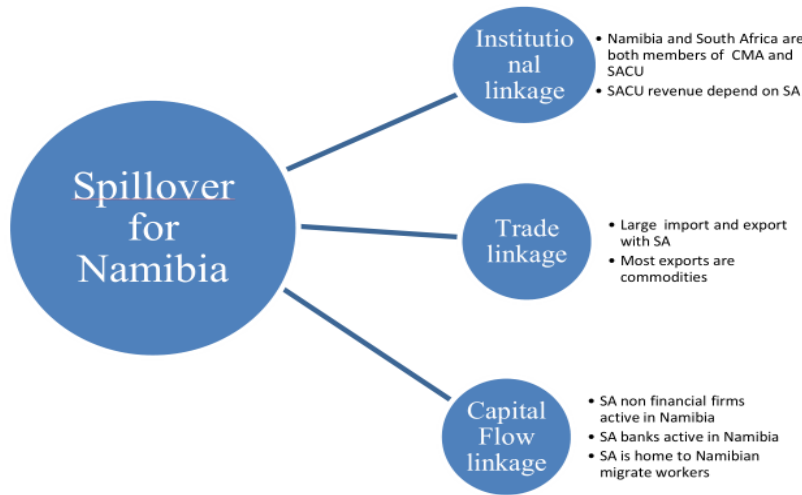 Spillover
for
Namibia
Institutio
nal
linkage
• Namibia and South Africa are
both members of  CMA and
SACU
• SACU revenue depend on SA
Trade
linkage
• Large  import and export
with SA
• Most exports are
commodities
Capital
Flow
linkage
• SA non financial firms
active in Namibia
• SA banks active in Namibia
• SA is home to Namibian
migrate workers